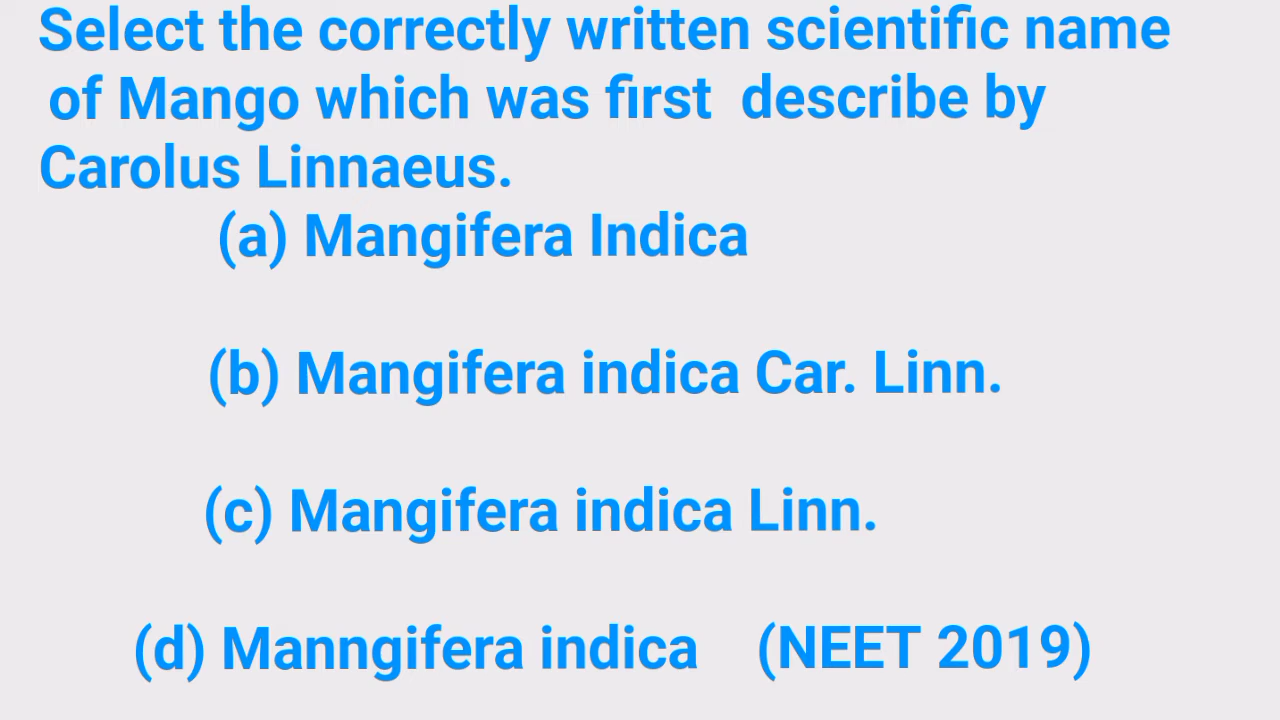 Select the correctly written scientific name
of Mango which was first describe by
Carolus Linnaeus.
(a) Mangifera Indica
(b) Mangifera indica Car. Linn.
(c) Mangifera indica Linn.
(d) Manngifera indica (NEET 2019)